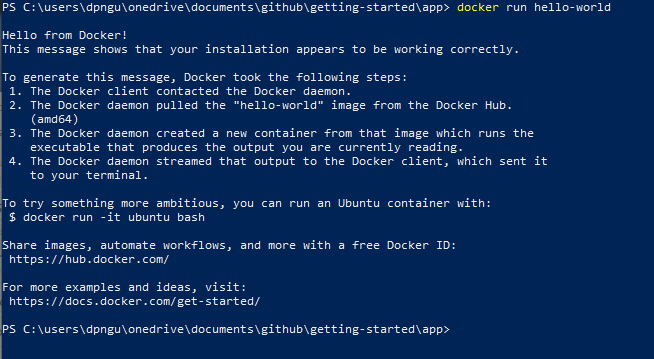 PS C:\users\dpngu\onedrive\documents\github\getting-started\app> docker run hello-world
Hello from Docker!
This message shows that your installation appears to be working correctly.
To generate this message, Docker took the following steps:
1. The Docker client contacted the Docker daemon.
2. The Docker daemon pulled the "hello-world" image from the Docker Hub.
(amd64)
3. The Docker daemon created a new container from that image which runs the
executable that produces the output you are currently reading.
4. The Docker daemon streamed that output to the Docker client, which sent it
to your terminal.
To try something more ambitious, you can run an Ubuntu container with:
$ docker run -it ubuntu bash
Share images, automate workflows, and more with a free Docker ID:
https://hub.docker.com/
For more examples and ideas, visit:
https://docs.docker.com/get-started/
PS C:\users\dpngu\onedrive\documents\github\getting-started\app>